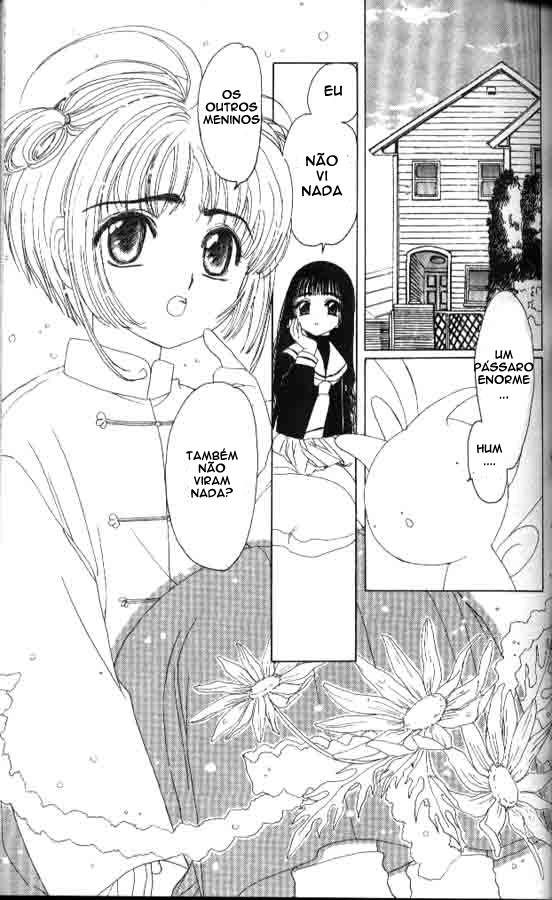 UM
PÁSSARO
ENORME
...
HUM
....
EU
NÃO VI
NADA
OS
OUTROS
MENINOS
TAMBÉM
NÃO
VIRAM
NADA?